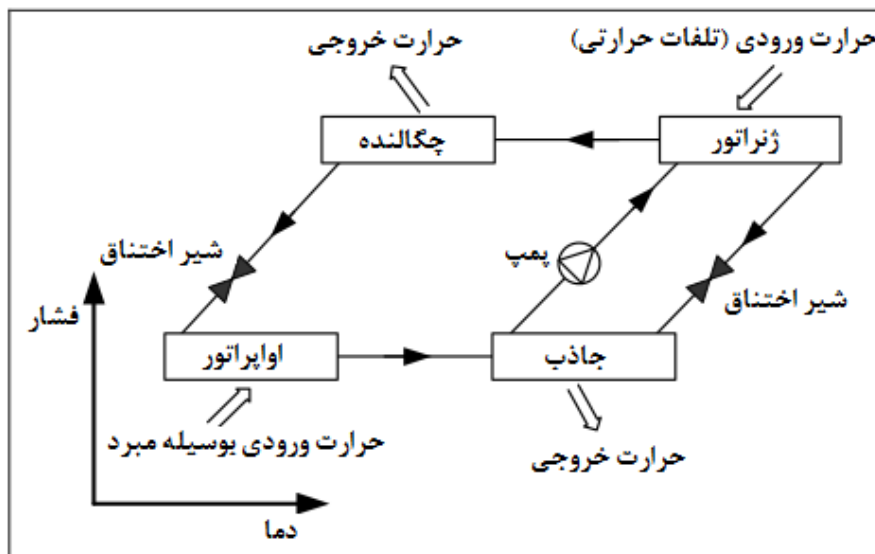 حرارت ورودی (تلفات حرارتی)
حرارت خروجی
ژنراتور
چگالنده
پمپ
شیر اختناق
شیر اختناق
فشار
جاذب
اواپراتور
حرارت ورودی بوسیله مبرد
حرارت خروجی
دما